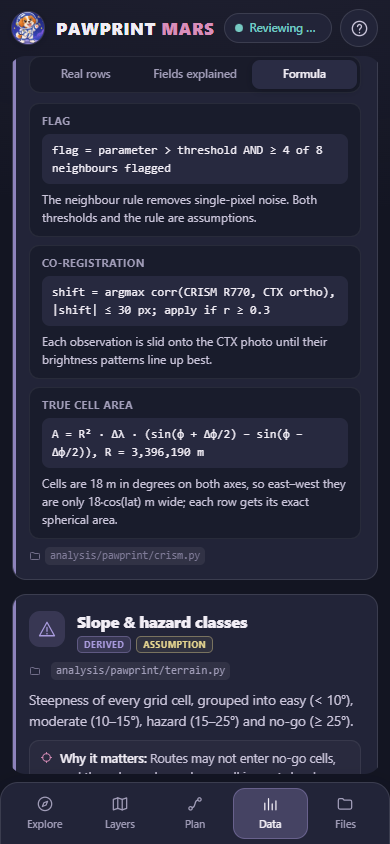 PAWPRINT MARS
Reviewing ...
Real rows
Fields explained
Formula
FLAG
flag = parameter > threshold AND ≥ 4 of 8
neighbours flagged
The neighbour rule removes single-pixel noise. Both
thresholds and the rule are assumptions.
CO-REGISTRATION
shift = argmax corr(CRISM R770, CTX ortho),
|shift| ≤ 30 px; apply if r ≥ 0.3
Each observation is slid onto the CTX photo until their
brightness patterns line up best.
TRUE CELL AREA
A = R² · Δλ · (sin(ϕ + Δϕ/2) − sin(ϕ −
Δϕ/2)), R = 3,396,190 m
Cells are 18 m in degrees on both axes, so east–west they
are only 18·cos(lat) m wide; each row gets its exact
spherical area.
analysis/pawprint/crism.py
Slope & hazard classes
DERIVED
ASSUMPTION
analysis/pawprint/terrain.py
Steepness of every grid cell, grouped into easy (< 10°),
moderate (10–15°), hazard (15–25°) and no-go (≥ 25°).
Why it matters: Routes may not enter no-go cells,
Explore
Layers
Plan
Data
Files